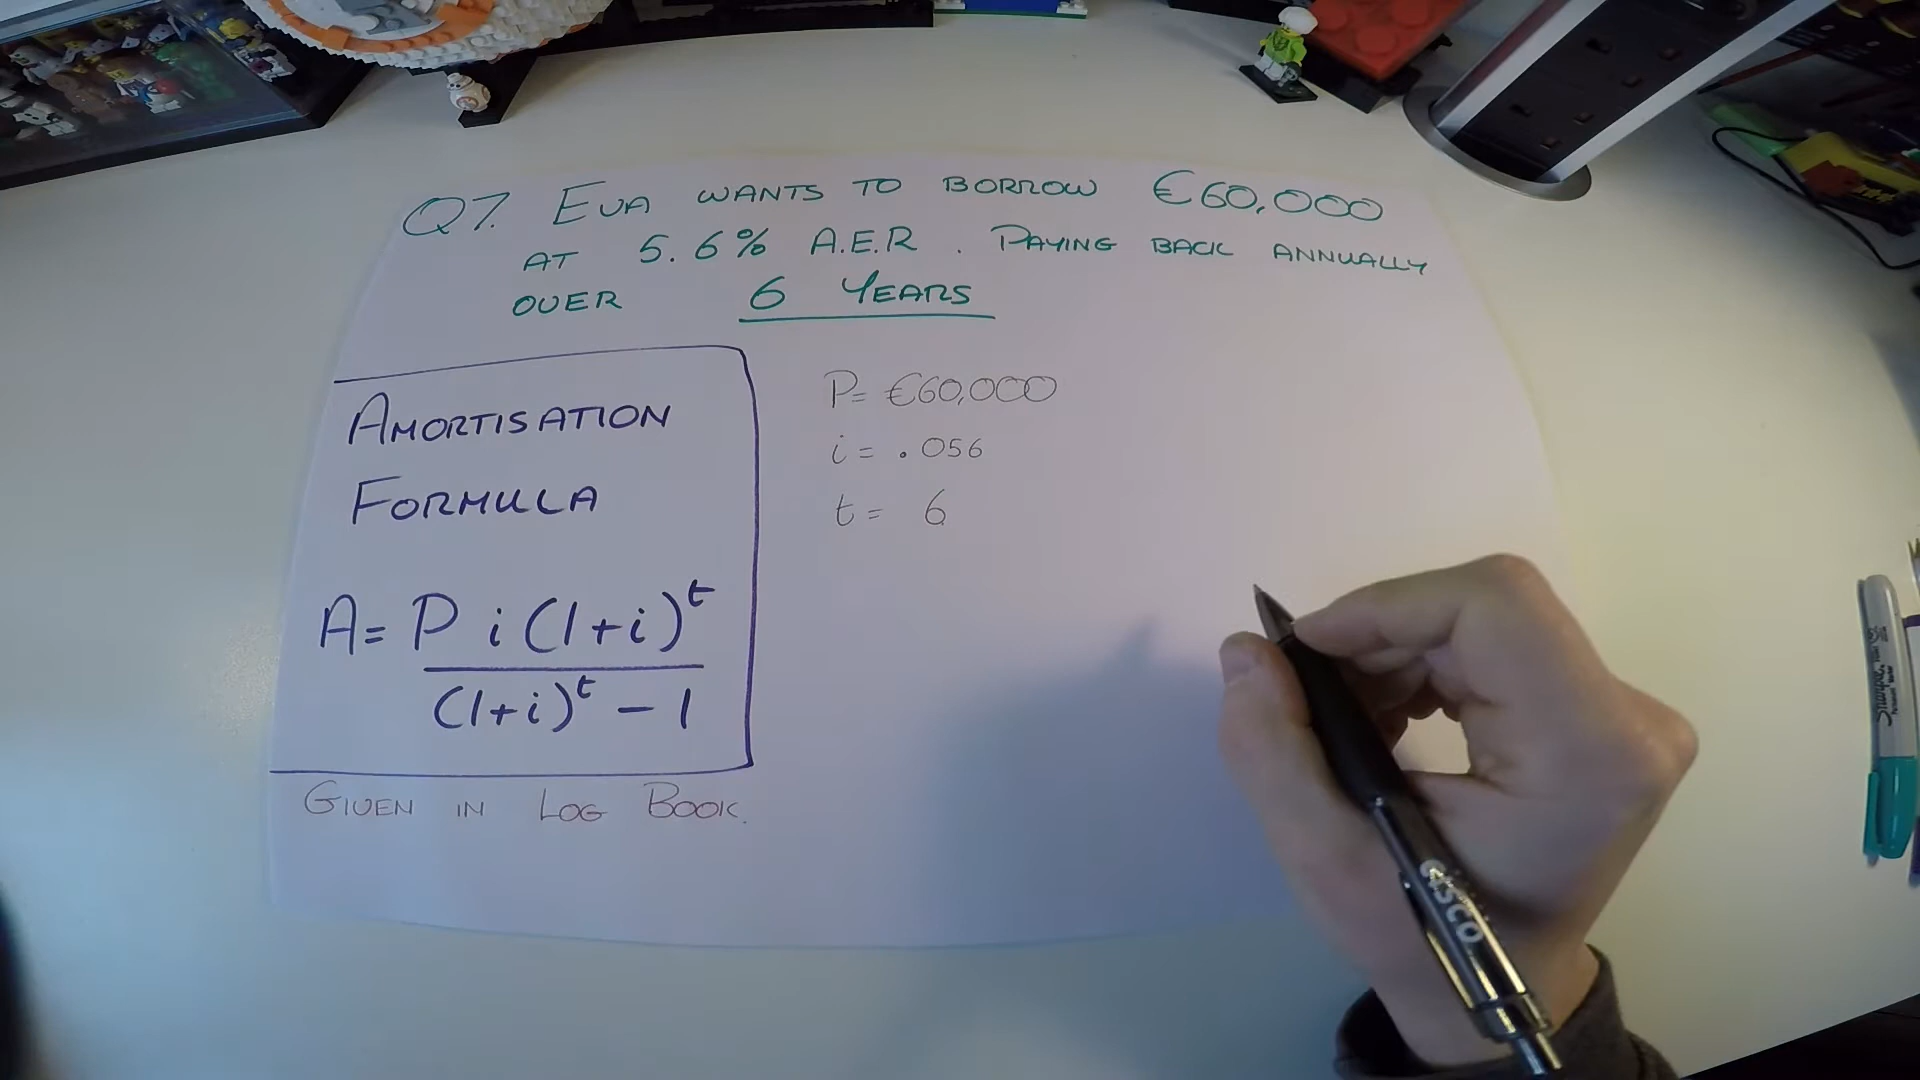 Q7. EVA WANTS TO BORROW €60,000
AT 5.6% A.E.R. PAYING BACK ANNUALLY
OVER 6 YEARS
AMORTISATION
FORMULA
A= P i (1+i)^t
(1+i)^t - 1
GIVEN IN LOG BOOK.
P= €60,000
i = .056
t = 6
Sharpie